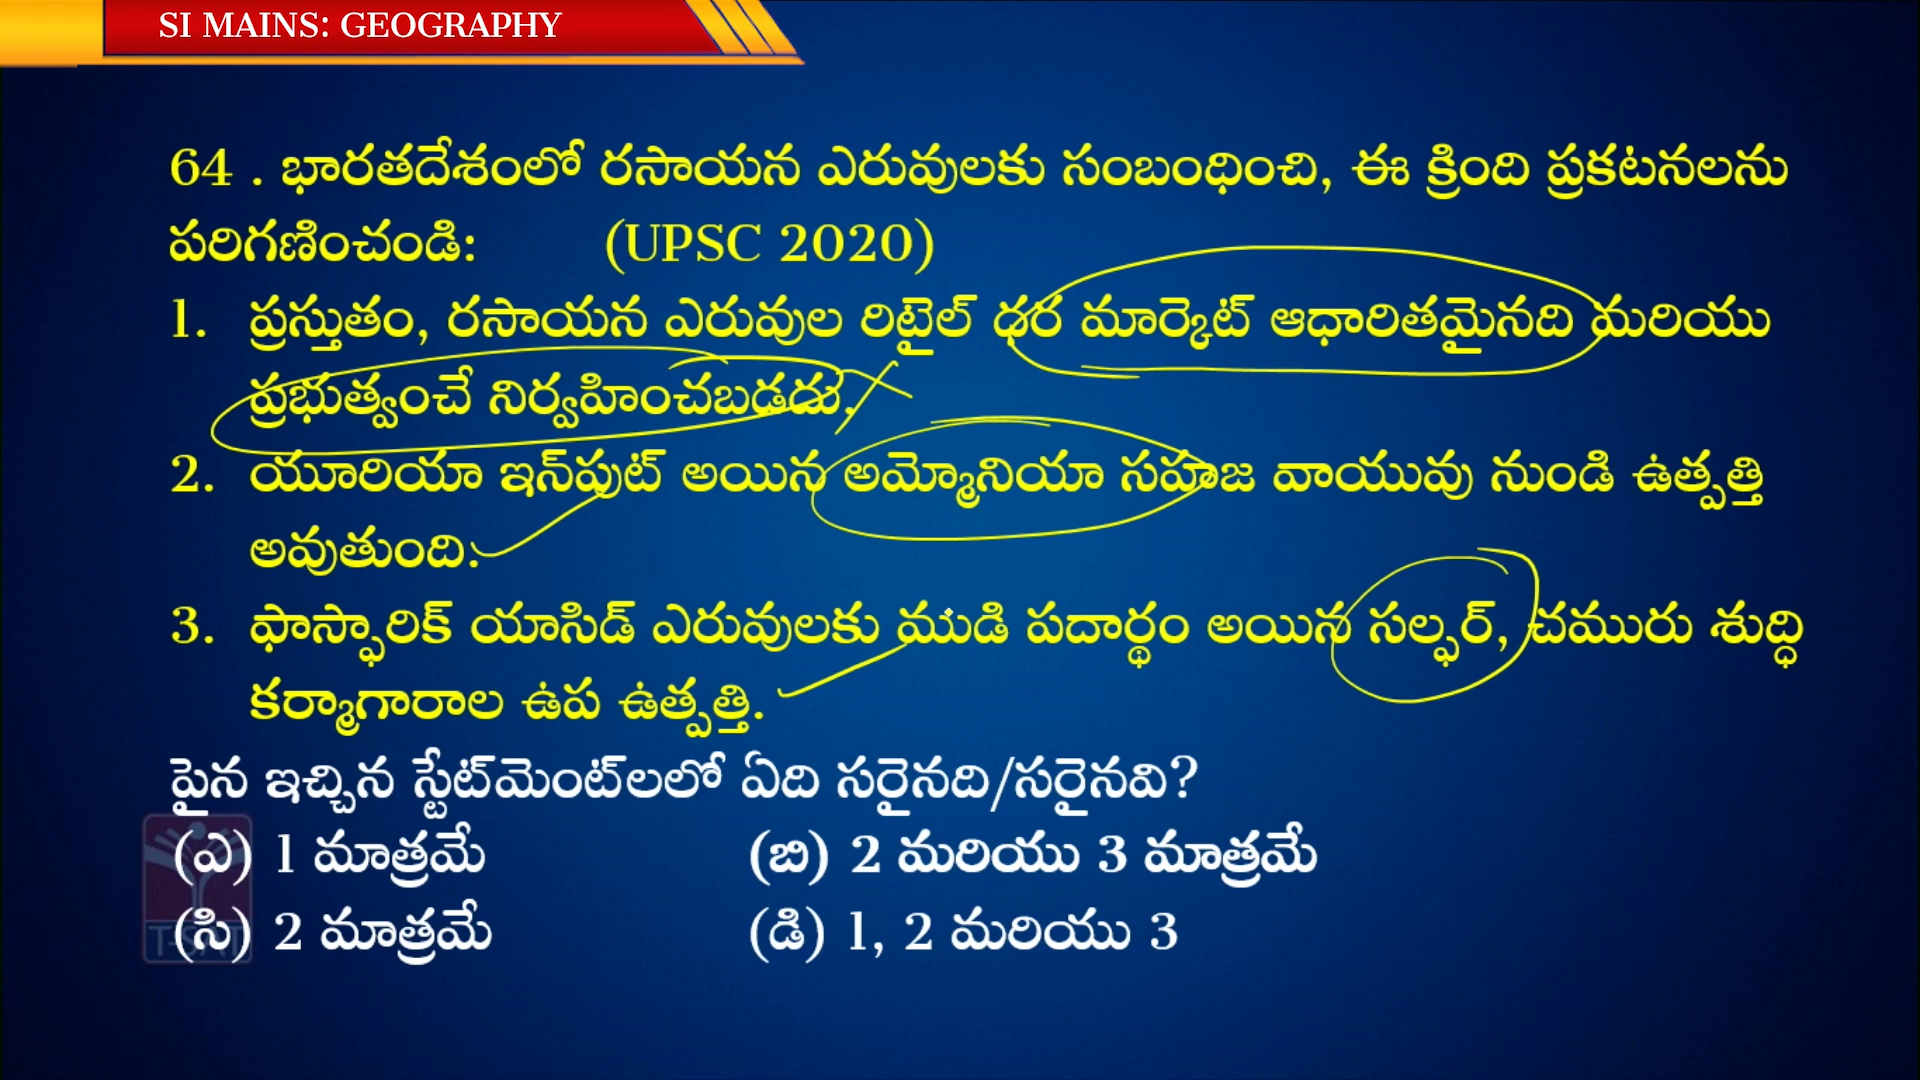 SI MAINS: GEOGRAPHY
64 . భారతదేశంలో రసాయన ఎరువులకు సంబంధించి, ఈ క్రింది ప్రకటనలను
పరిగణించండి: (UPSC 2020)
1. ప్రస్తుతం, రసాయన ఎరువుల రిటైల్ ధర మార్కెట్ ఆధారితమైనది మరియు
ప్రభుత్వంచే నిర్వహించబడదు.
2. యూరియా ఇన్‌పుట్ అయిన అమ్మోనియా సహజ వాయువు నుండి ఉత్పత్తి
అవుతుంది.
3. ఫాస్ఫారిక్ యాసిడ్ ఎరువులకు ముడి పదార్థం అయిన సల్ఫర్, చమురు శుద్ధి
కర్మాగారాల ఉప ఉత్పత్తి.
పైన ఇచ్చిన స్టేట్‌మెంట్‌లలో ఏది సరైనది/సరైనవి?
(ఎ) 1 మాత్రమే (బి) 2 మరియు 3 మాత్రమే
(సి) 2 మాత్రమే (డి) 1, 2 మరియు 3
T-SAT